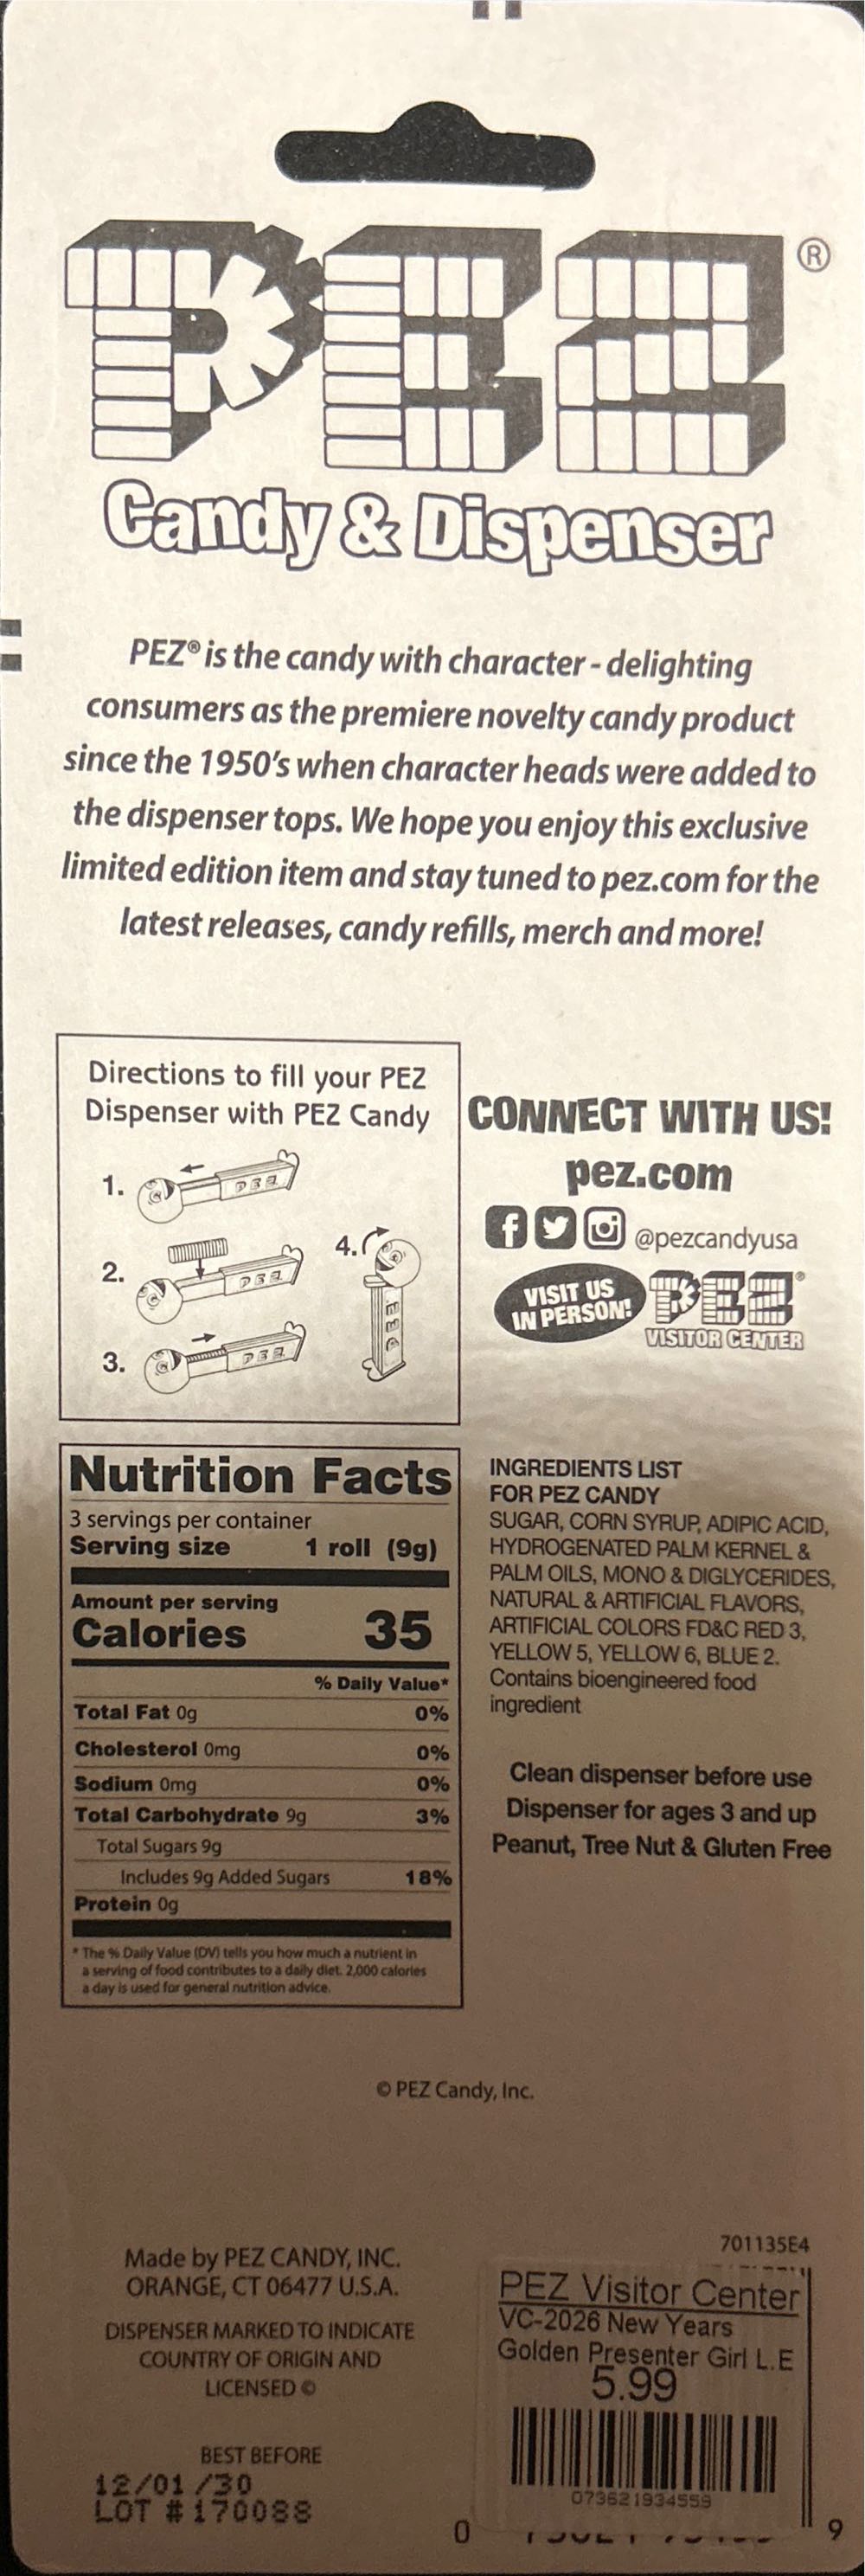 PEZ®
Candy & Dispenser
PEZ® is the candy with character - delighting
consumers as the premiere novelty candy product
since the 1950's when character heads were added to
the dispenser tops. We hope you enjoy this exclusive
limited edition item and stay tuned to pez.com for the
latest releases, candy refills, merch and more!
Directions to fill your PEZ
Dispenser with PEZ Candy
1.
PEZ
2.
PEZ
3.
PEZ
4.
PEZ
CONNECT WITH US!
pez.com
@pezcandyusa
VISIT US
IN PERSON!
PEZ®
VISITOR CENTER
Nutrition Facts
3 servings per container
Serving size 1 roll (9g)
Amount per serving
Calories 35
% Daily Value*
Total Fat 0g 0%
Cholesterol 0mg 0%
Sodium 0mg 0%
Total Carbohydrate 9g 3%
Total Sugars 9g
Includes 9g Added Sugars 18%
Protein 0g
* The % Daily Value (DV) tells you how much a nutrient in
a serving of food contributes to a daily diet. 2,000 calories
a day is used for general nutrition advice.
INGREDIENTS LIST
FOR PEZ CANDY
SUGAR, CORN SYRUP, ADIPIC ACID,
HYDROGENATED PALM KERNEL &
PALM OILS, MONO & DIGLYCERIDES,
NATURAL & ARTIFICIAL FLAVORS,
ARTIFICIAL COLORS FD&C RED 3,
YELLOW 5, YELLOW 6, BLUE 2.
Contains bioengineered food
ingredient
Clean dispenser before use
Dispenser for ages 3 and up
Peanut, Tree Nut & Gluten Free
© PEZ Candy, Inc.
Made by PEZ CANDY, INC.
ORANGE, CT 06477 U.S.A.
DISPENSER MARKED TO INDICATE
COUNTRY OF ORIGIN AND
LICENSED ©
BEST BEFORE
12/01/30
LOT # 170088
701135E4
PEZ Visitor Center
VC-2026 New Years
Golden Presenter Girl L.E
5.99
073621934559
0 9